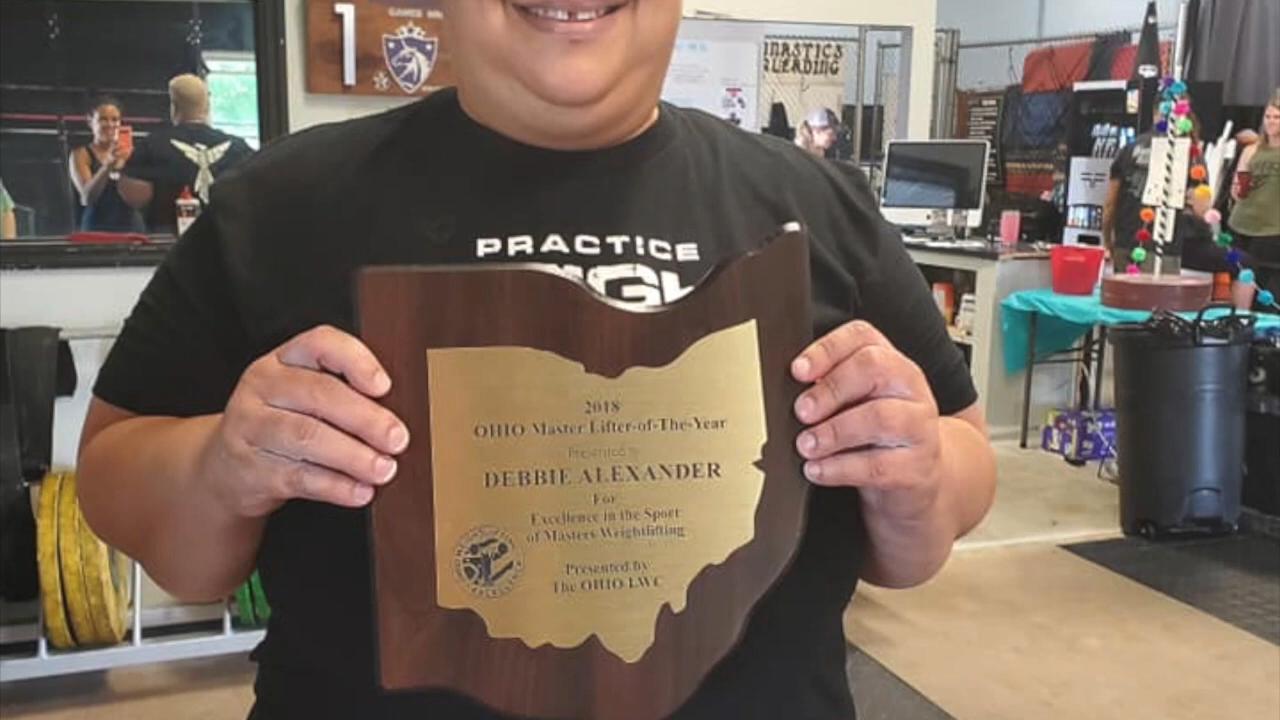 1
GAMES
NASTICS
LEADING
PRACTICE
2018
OHIO Master Lifter-of-The-Year
Presented to
DEBBIE ALEXANDER
For
Excellence in the Sport
of Masters Weightlifting
Presented by
The OHIO LWC